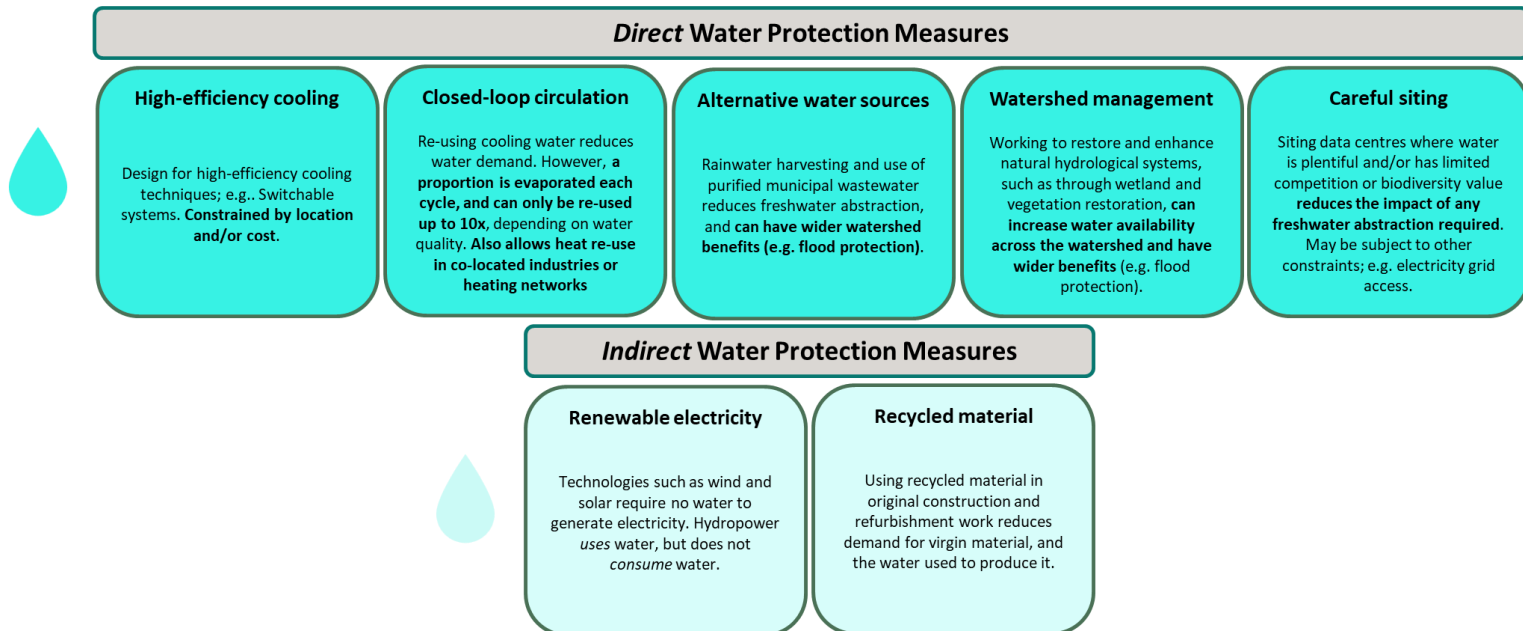 Direct Water Protection Measures
High-efficiency cooling
Design for high-efficiency cooling
techniques; e.g.. Switchable
systems. Constrained by location
and/or cost.
Closed-loop circulation
Re-using cooling water reduces
water demand. However, a
proportion is evaporated each
cycle, and can only be re-used
up to 10x, depending on water
quality. Also allows heat re-use
in co-located industries or
heating networks
Alternative water sources
Rainwater harvesting and use of
purified municipal wastewater
reduces freshwater abstraction,
and can have wider watershed
benefits (e.g. flood protection).
Watershed management
Working to restore and enhance
natural hydrological systems,
such as through wetland and
vegetation restoration, can
increase water availability
across the watershed and have
wider benefits (e.g. flood
protection).
Careful siting
Siting data centres where water
is plentiful and/or has limited
competition or biodiversity value
reduces the impact of any
freshwater abstraction required.
May be subject to other
constraints; e.g. electricity grid
access.
Indirect Water Protection Measures
Renewable electricity
Technologies such as wind and
solar require no water to
generate electricity. Hydropower
uses water, but does not
consume water.
Recycled material
Using recycled material in
original construction and
refurbishment work reduces
demand for virgin material, and
the water used to produce it.